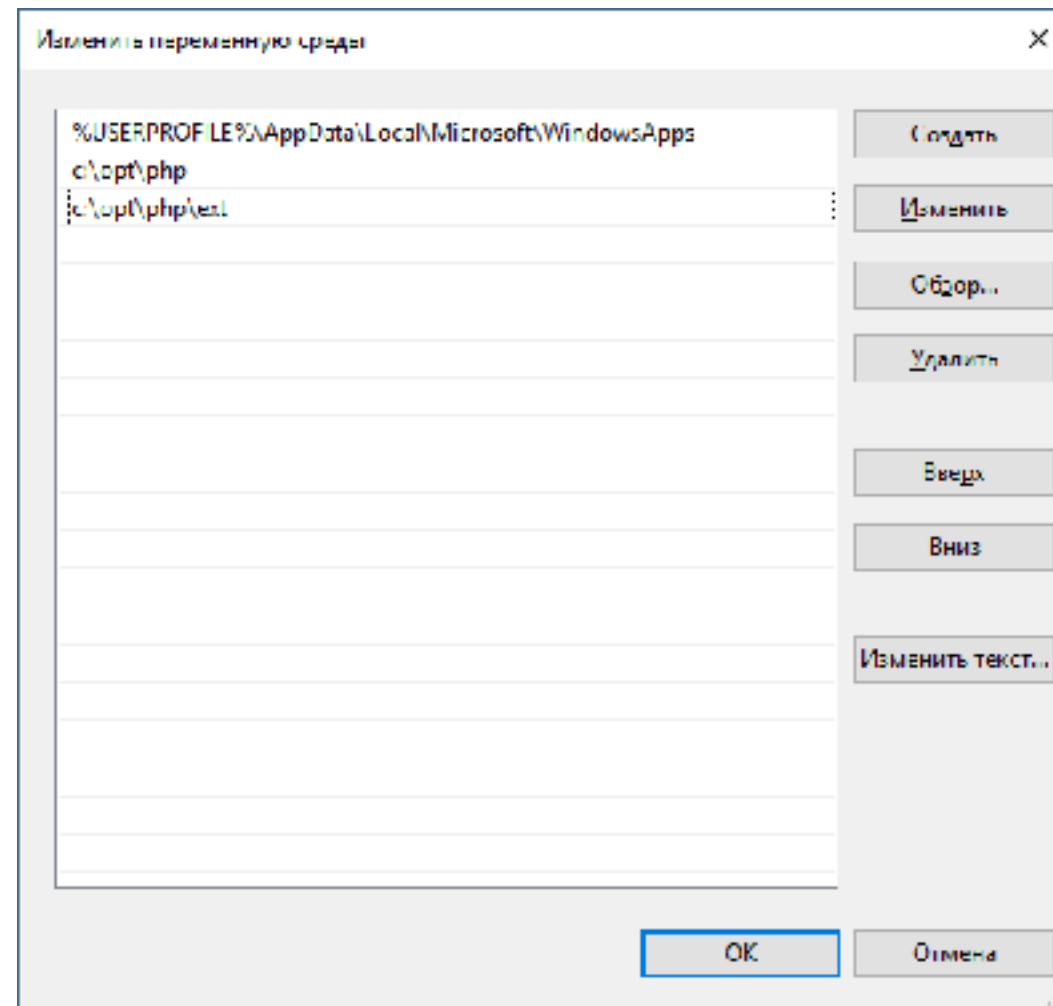 Изменить переменную среды
%USERPROFILE%\AppData\Local\Microsoft\WindowsApps
c:\opt\php
c:\opt\php\ext
Создать
Изменить
Обзор...
Удалить
Вверх
Вниз
Изменить текст...
OK
Отмена